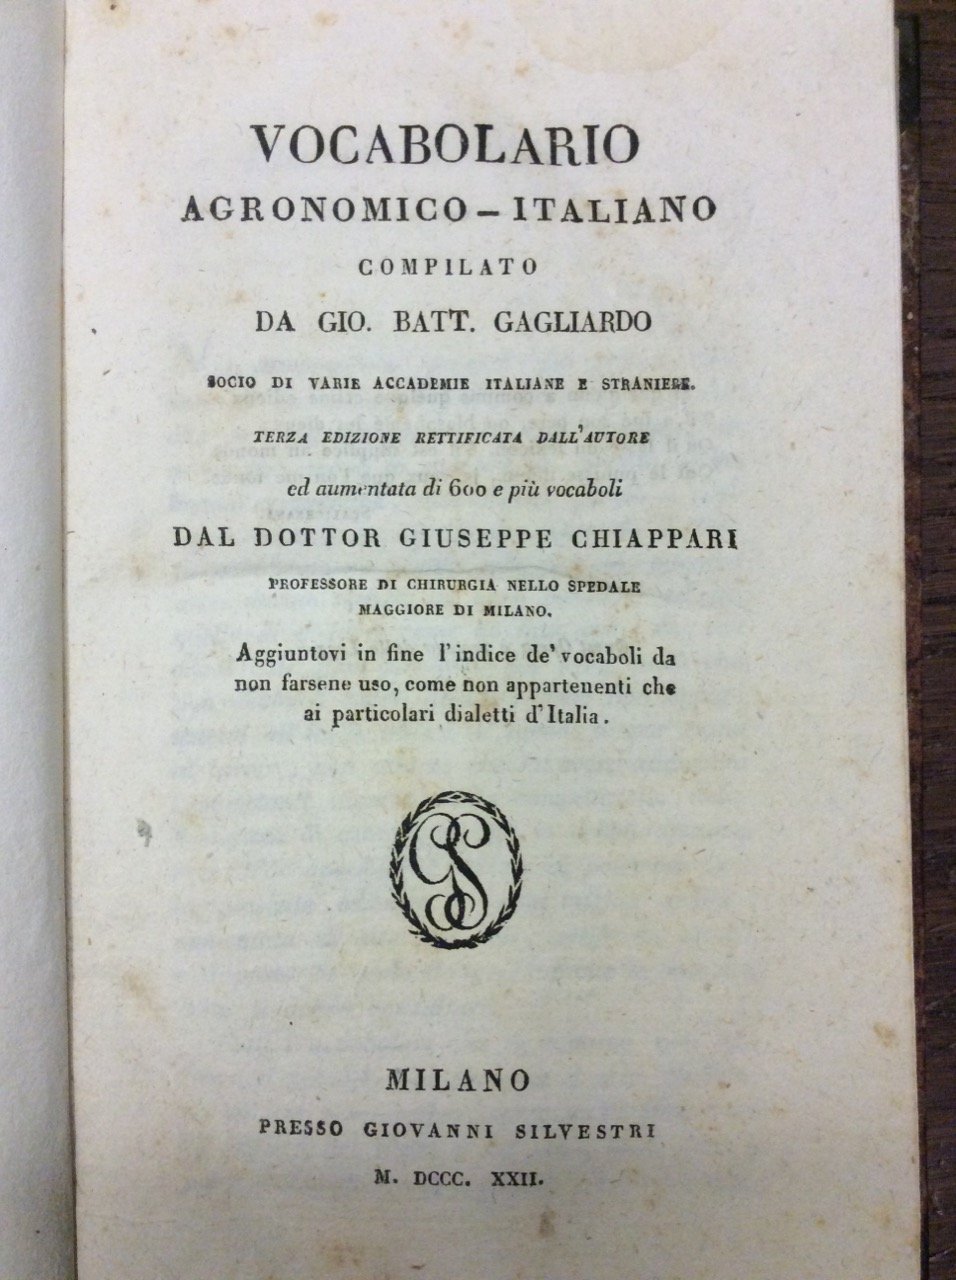 VOCABOLARIO
AGRONOMICO – ITALIANO
COMPILATO
DA GIO. BATT. GAGLIARDO
SOCIO DI VARIE ACCADEMIE ITALIANE E STRANIERE.
TERZA EDIZIONE RETTIFICATA DALL'AUTORE
ed aumentata di 600 e più vocaboli
DAL DOTTOR GIUSEPPE CHIAPPARI
PROFESSORE DI CHIRURGIA NELLO SPEDALE
MAGGIORE DI MILANO.
Aggiuntovi in fine l'indice de' vocaboli da
non farsene uso, come non appartenenti che
ai particolari dialetti d'Italia.
GS
MILANO
PRESSO GIOVANNI SILVESTRI
M. DCCC. XXII.